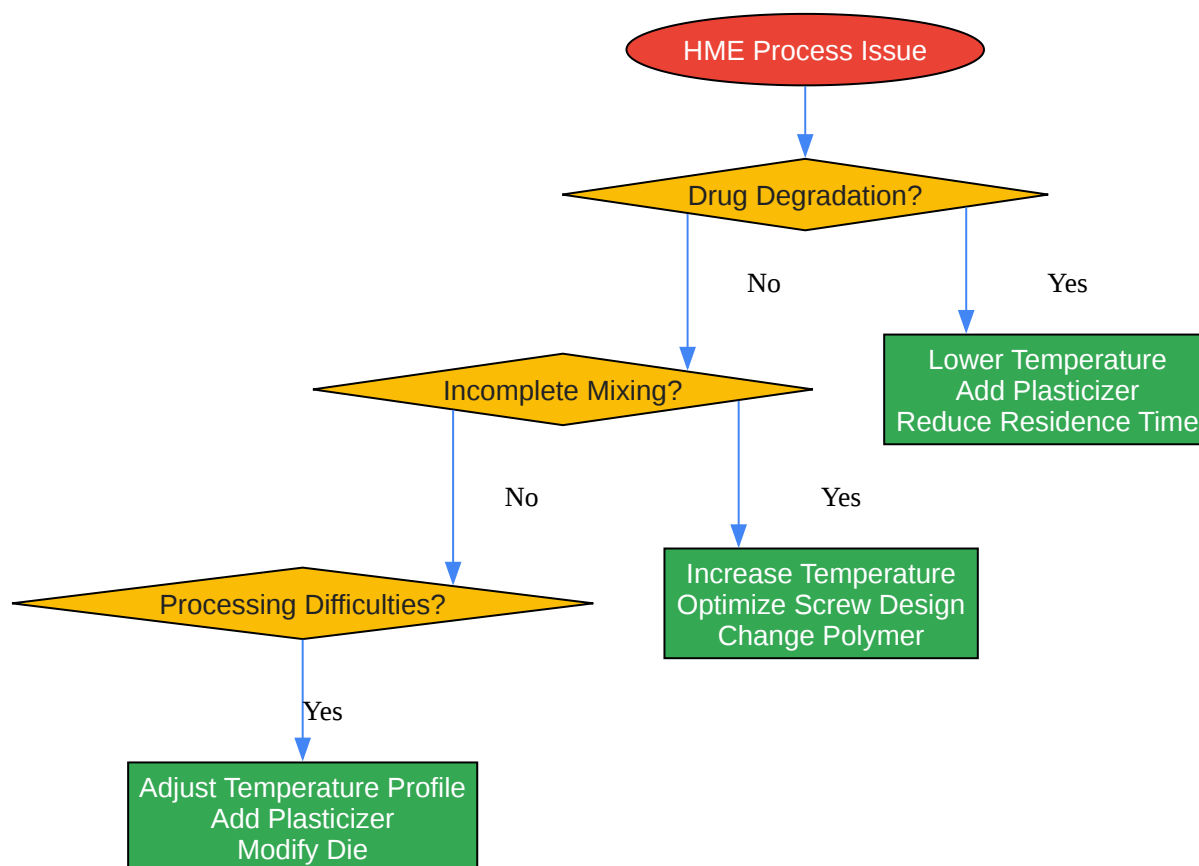 HME Process Issue
Drug Degradation?
No
Yes
Lower Temperature
Add Plasticizer
Reduce Residence Time
Incomplete Mixing?
No
Yes
Increase Temperature
Optimize Screw Design
Change Polymer
Processing Difficulties?
Yes
Adjust Temperature Profile
Add Plasticizer
Modify Die